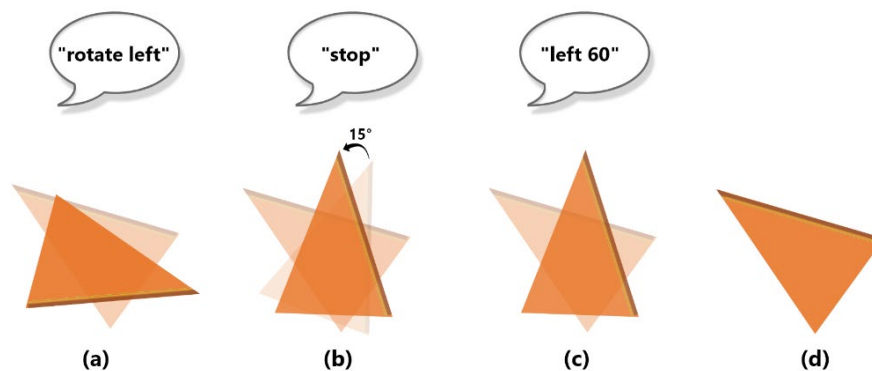 "rotate left"
"stop"
"left 60"
15°
(a)
(b)
(c)
(d)